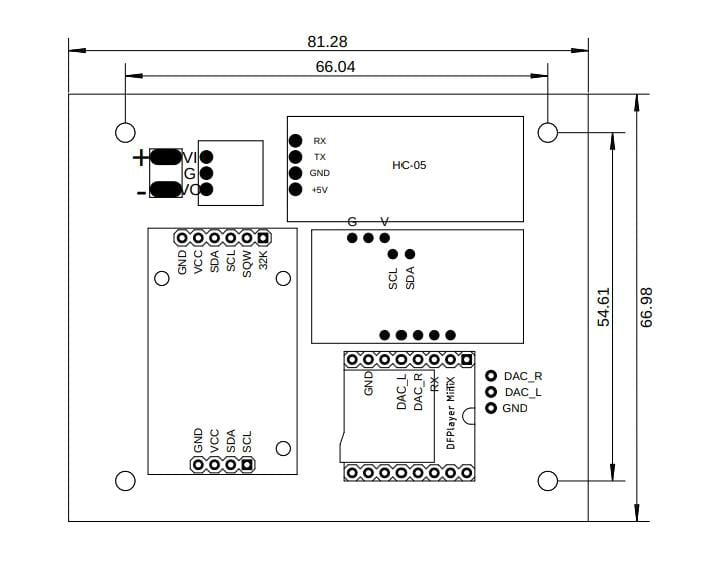 81.28
66.04
+
VI
G
-
VO
RX
TX
GND
+5V
HC-05
G V
SCL
SDA
GND
VCC
SDA
SCL
SQW
32K
54.61
66.98
GND
DAC_L
DAC_R
RX
DFPlayer Mini
DAC_R
DAC_L
GND
GND
VCC
SDA
SCL